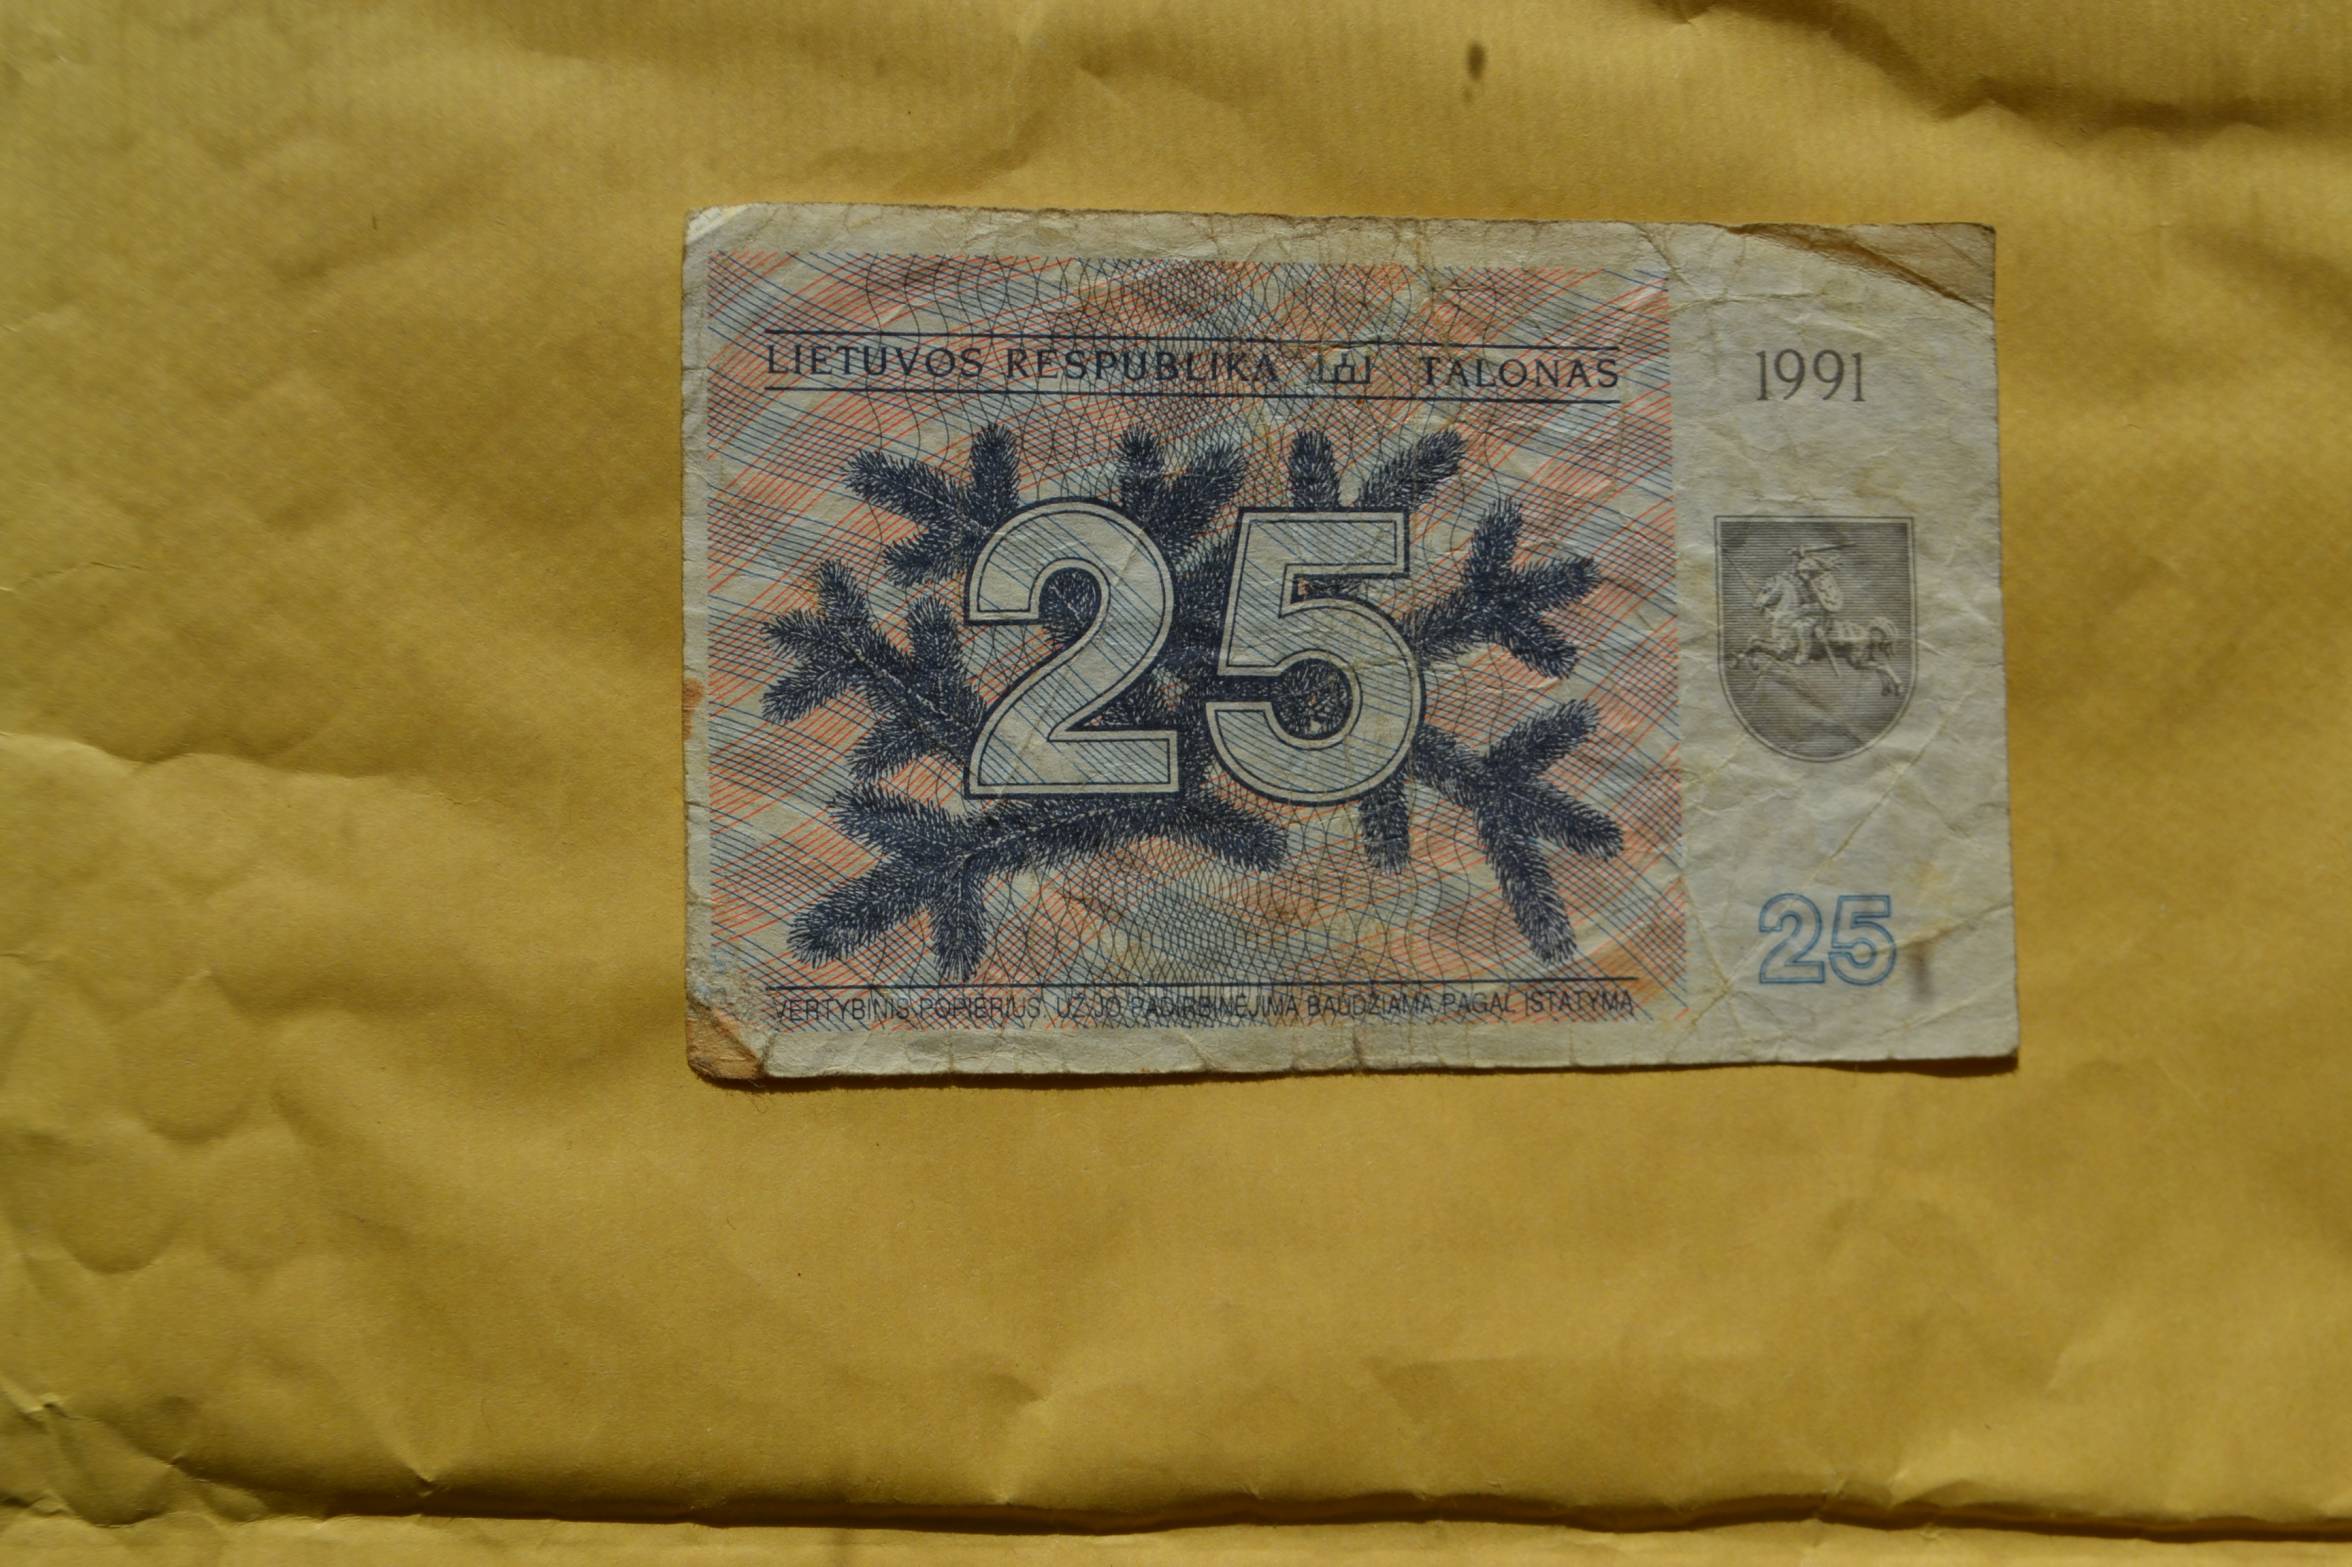 LIETUVOS RESPUBLIKA TALONAS
1991
25
25
VERTYBINIS POPIERIUS. UŽ JO PADIRBINĖJIMĄ BAUDŽIAMA PAGAL ĮSTATYMĄ